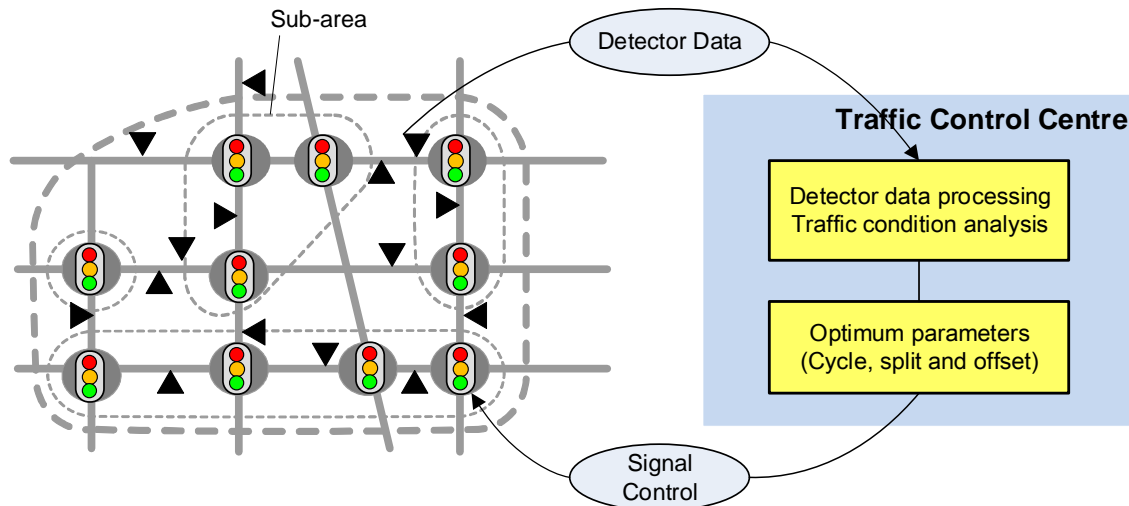 Sub-area
Detector Data
Traffic Control Centre
Detector data processing
Traffic condition analysis
Optimum parameters
(Cycle, split and offset)
Signal
Control